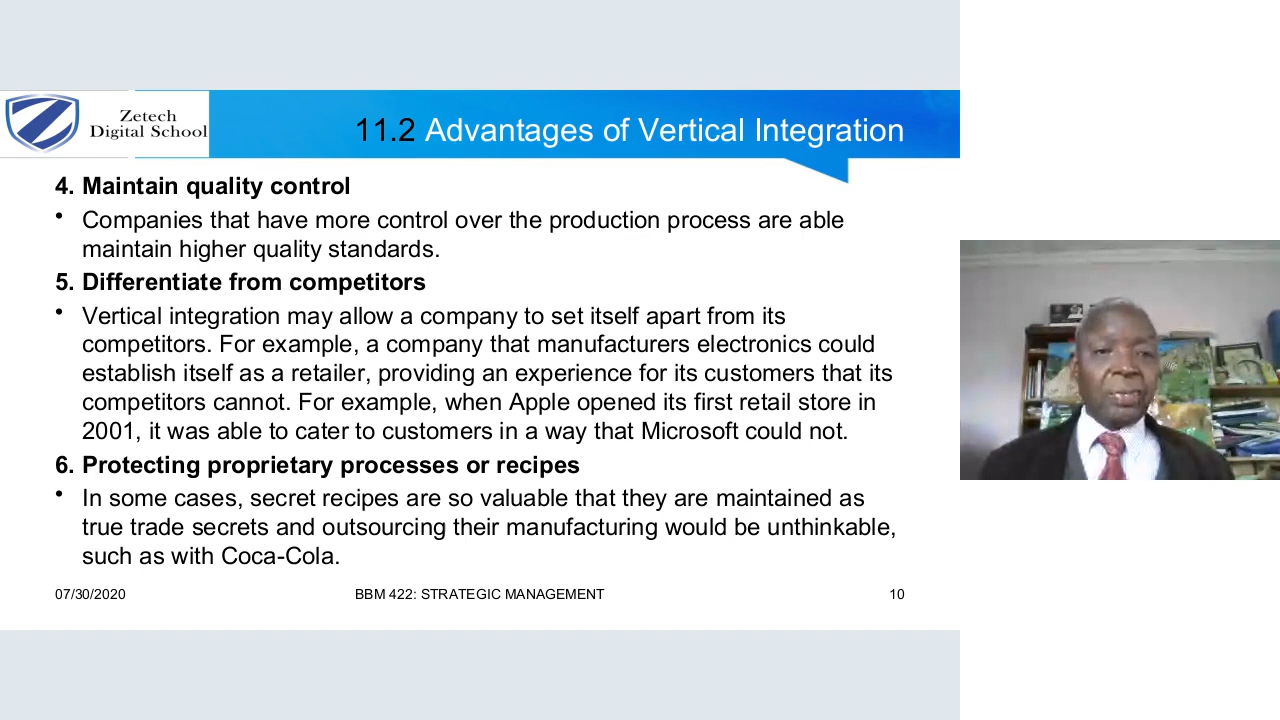 Zetech
Digital School
11.2 Advantages of Vertical Integration
4. Maintain quality control
• Companies that have more control over the production process are able
maintain higher quality standards.
5. Differentiate from competitors
• Vertical integration may allow a company to set itself apart from its
competitors. For example, a company that manufacturers electronics could
establish itself as a retailer, providing an experience for its customers that its
competitors cannot. For example, when Apple opened its first retail store in
2001, it was able to cater to customers in a way that Microsoft could not.
6. Protecting proprietary processes or recipes
• In some cases, secret recipes are so valuable that they are maintained as
true trade secrets and outsourcing their manufacturing would be unthinkable,
such as with Coca-Cola.
07/30/2020 BBM 422: STRATEGIC MANAGEMENT 10